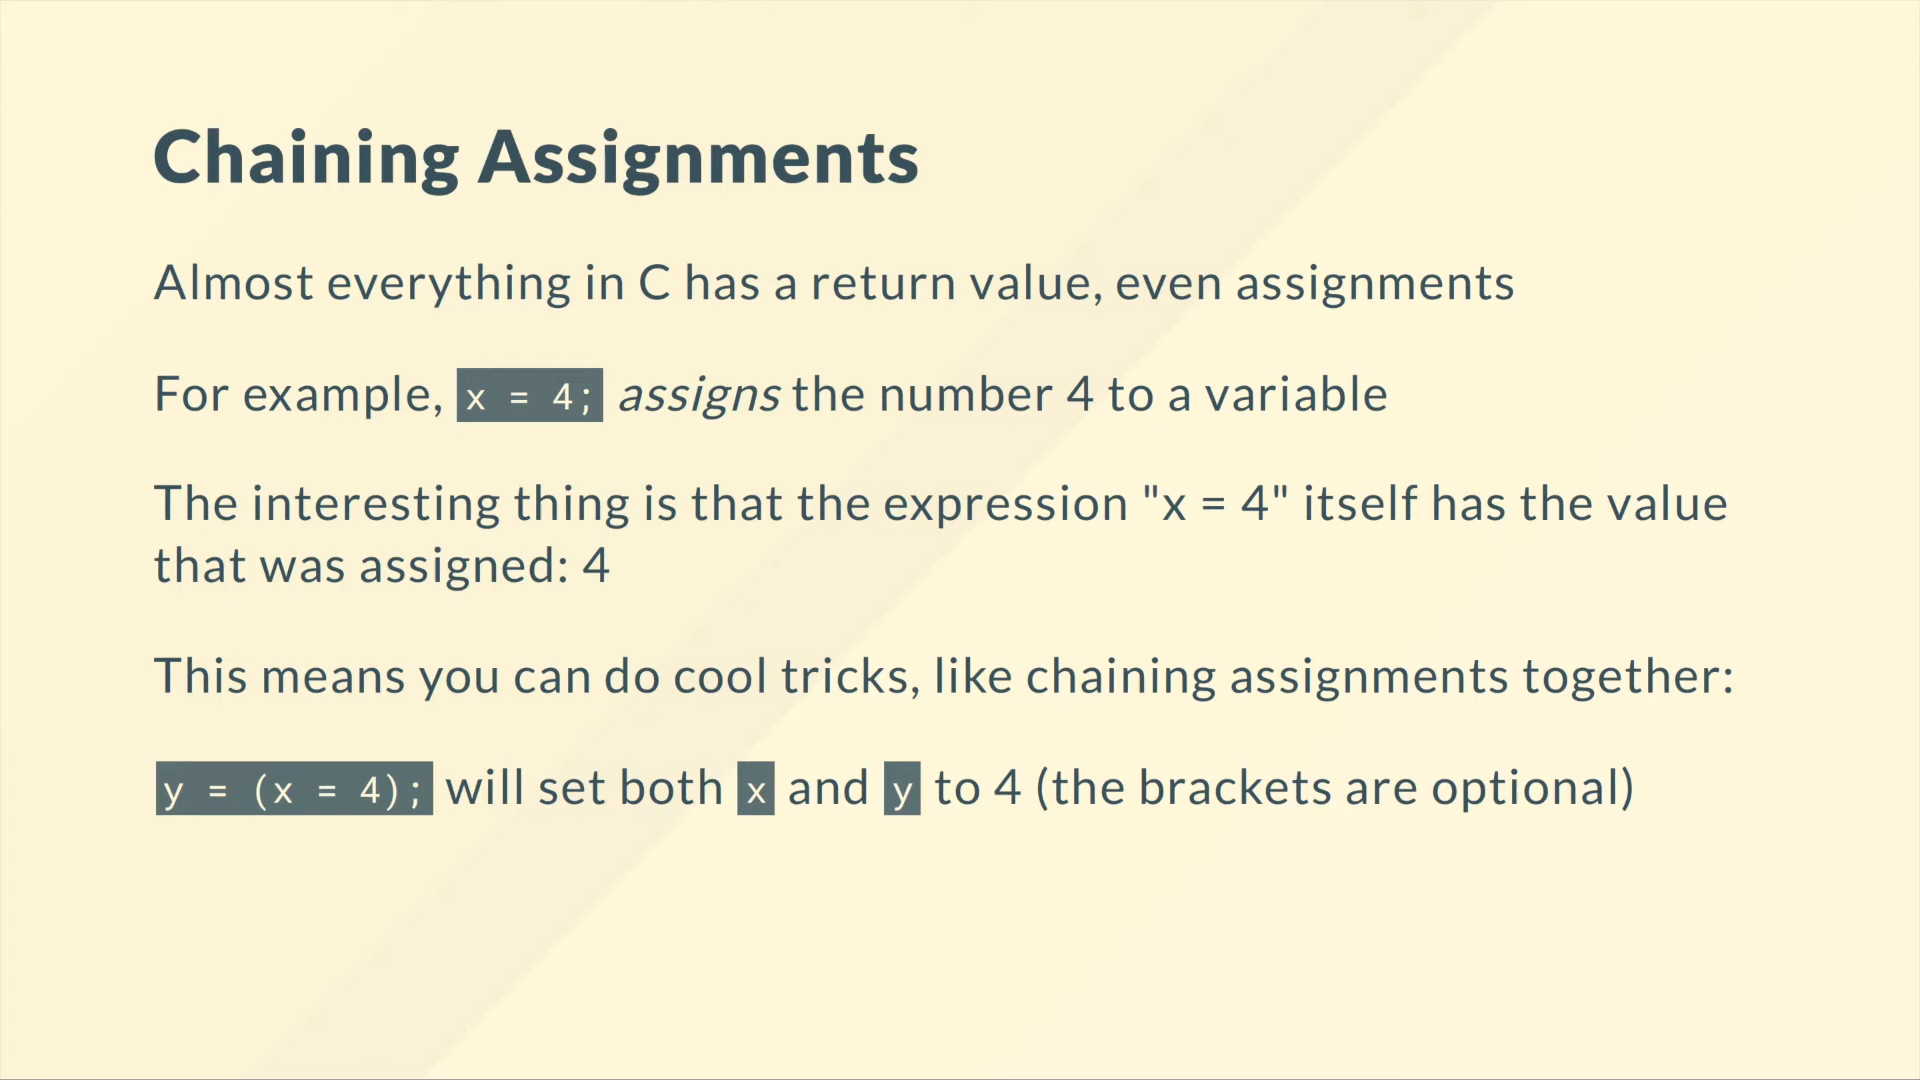 Chaining Assignments
Almost everything in C has a return value, even assignments
For example, x = 4; assigns the number 4 to a variable
The interesting thing is that the expression "x = 4" itself has the value
that was assigned: 4
This means you can do cool tricks, like chaining assignments together:
y = (x = 4); will set both x and y to 4 (the brackets are optional)